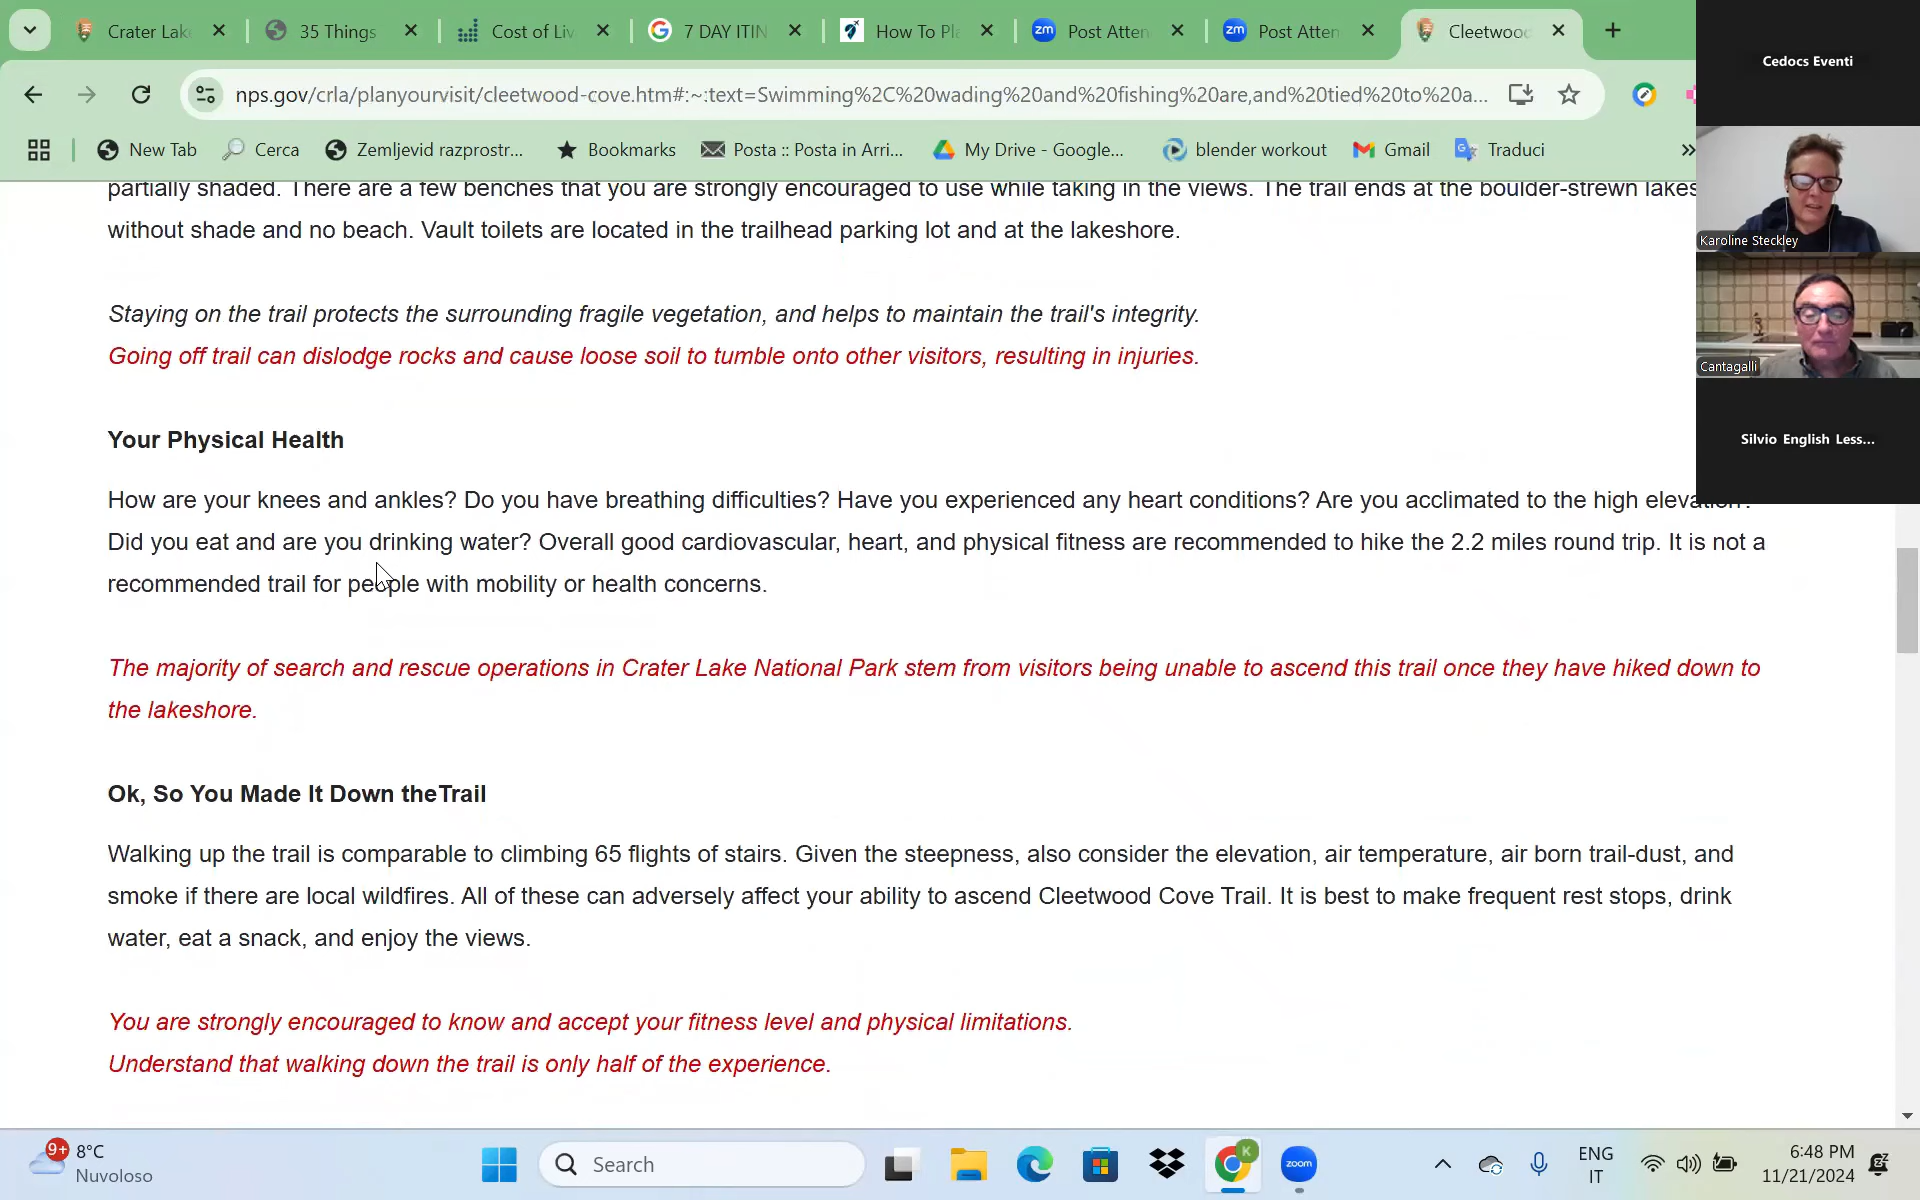 Crater Lak
35 Things
Cost of Liv
7 DAY ITIN
How To Pl
Post Atten
Post Atten
Cleetwood
nps.gov/crla/planyourvisit/cleetwood-cove.htm#:~:text=Swimming%2C%20wading%20and%20fishing%20are,and%20tied%20to%20a...
New Tab
Cerca
Zemljevid razprostr...
Bookmarks
Posta :: Posta in Arri...
My Drive - Google...
blender workout
Gmail
Traduci
»
Cedocs Eventi
Karoline Steckley
Cantagalli
Silvio English Less...
partially shaded. There are a few benches that you are strongly encouraged to use while taking in the views. The trail ends at the boulder-strewn lakes
without shade and no beach. Vault toilets are located in the trailhead parking lot and at the lakeshore.
Staying on the trail protects the surrounding fragile vegetation, and helps to maintain the trail's integrity.
Going off trail can dislodge rocks and cause loose soil to tumble onto other visitors, resulting in injuries.
Your Physical Health
How are your knees and ankles? Do you have breathing difficulties? Have you experienced any heart conditions? Are you acclimated to the high elevation?
Did you eat and are you drinking water? Overall good cardiovascular, heart, and physical fitness are recommended to hike the 2.2 miles round trip. It is not a
recommended trail for people with mobility or health concerns.
The majority of search and rescue operations in Crater Lake National Park stem from visitors being unable to ascend this trail once they have hiked down to
the lakeshore.
Ok, So You Made It Down theTrail
Walking up the trail is comparable to climbing 65 flights of stairs. Given the steepness, also consider the elevation, air temperature, air born trail-dust, and
smoke if there are local wildfires. All of these can adversely affect your ability to ascend Cleetwood Cove Trail. It is best to make frequent rest stops, drink
water, eat a snack, and enjoy the views.
You are strongly encouraged to know and accept your fitness level and physical limitations.
Understand that walking down the trail is only half of the experience.
9+
8°C
Nuvoloso
Search
K
zoom
ENG
IT
6:48 PM
11/21/2024